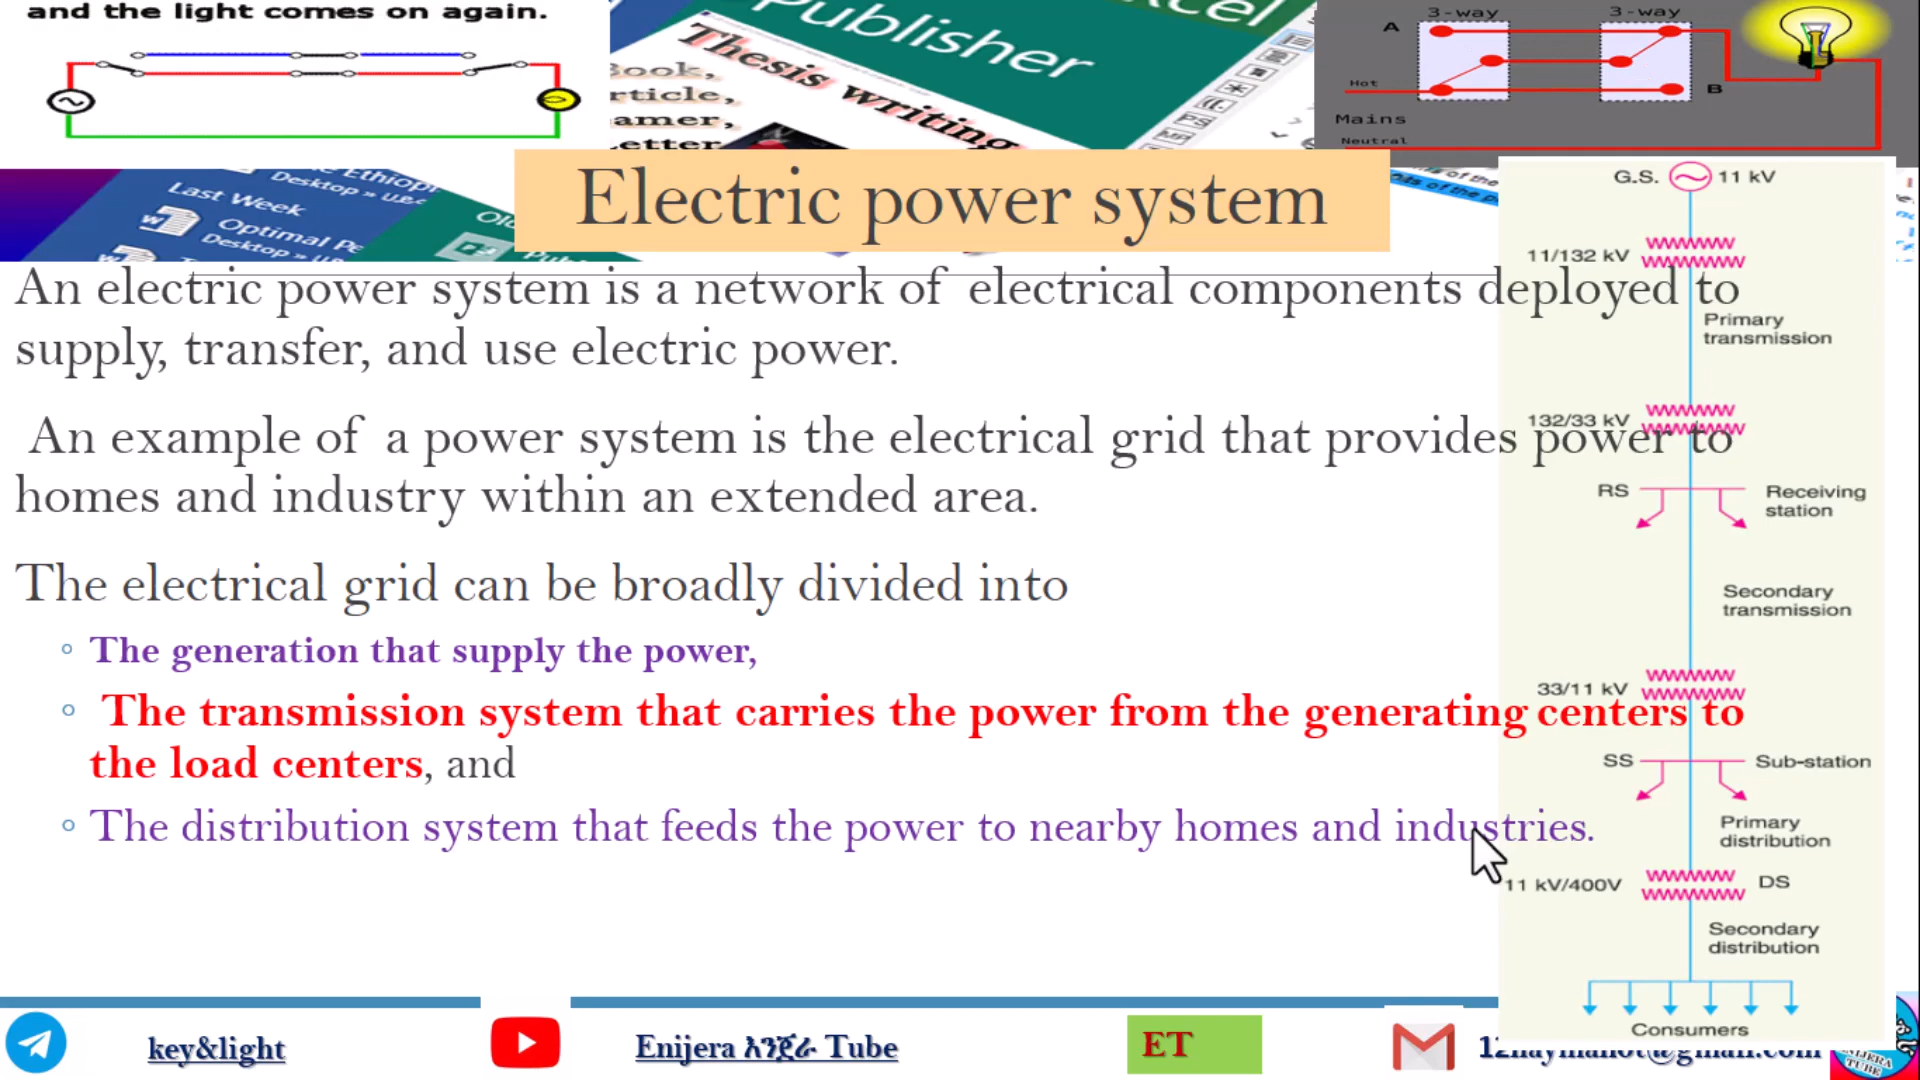 and the light comes on again.
Publisher
Excel
Thesis writing
Book,
rticle,
amer,
etter
Last Week
Optimal
Desktop »
Desktop »
3-way
3-way
A
Hot
B
Mains
Neutral
Electric power system
An electric power system is a network of electrical components deployed to
supply, transfer, and use electric power.
An example of a power system is the electrical grid that provides power to
homes and industry within an extended area.
The electrical grid can be broadly divided into
◦ The generation that supply the power,
◦ The transmission system that carries the power from the generating centers to
the load centers, and
◦ The distribution system that feeds the power to nearby homes and industries.
G.S. 11 kV
11/132 kV
Primary
transmission
132/33 kV
RS
Receiving
station
Secondary
transmission
33/11 kV
SS
Sub-station
Primary
distribution
11 kV/400V
DS
Secondary
distribution
Consumers
key&light
Enijera እንጀራ Tube
ET
ENIJERA
TUBE